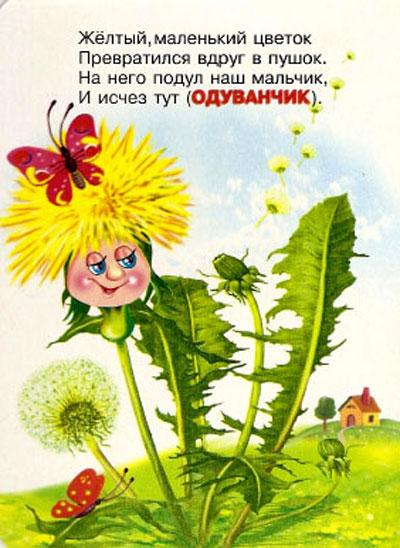 Жёлтый, маленький цветок
Превратился вдруг в пушок.
На него подул наш мальчик,
И исчез тут (ОДУВАНЧИК).